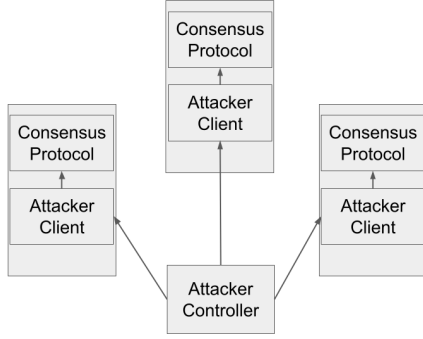 Consensus
Protocol
Attacker
Client
Consensus
Protocol
Attacker
Client
Consensus
Protocol
Attacker
Client
Attacker
Controller